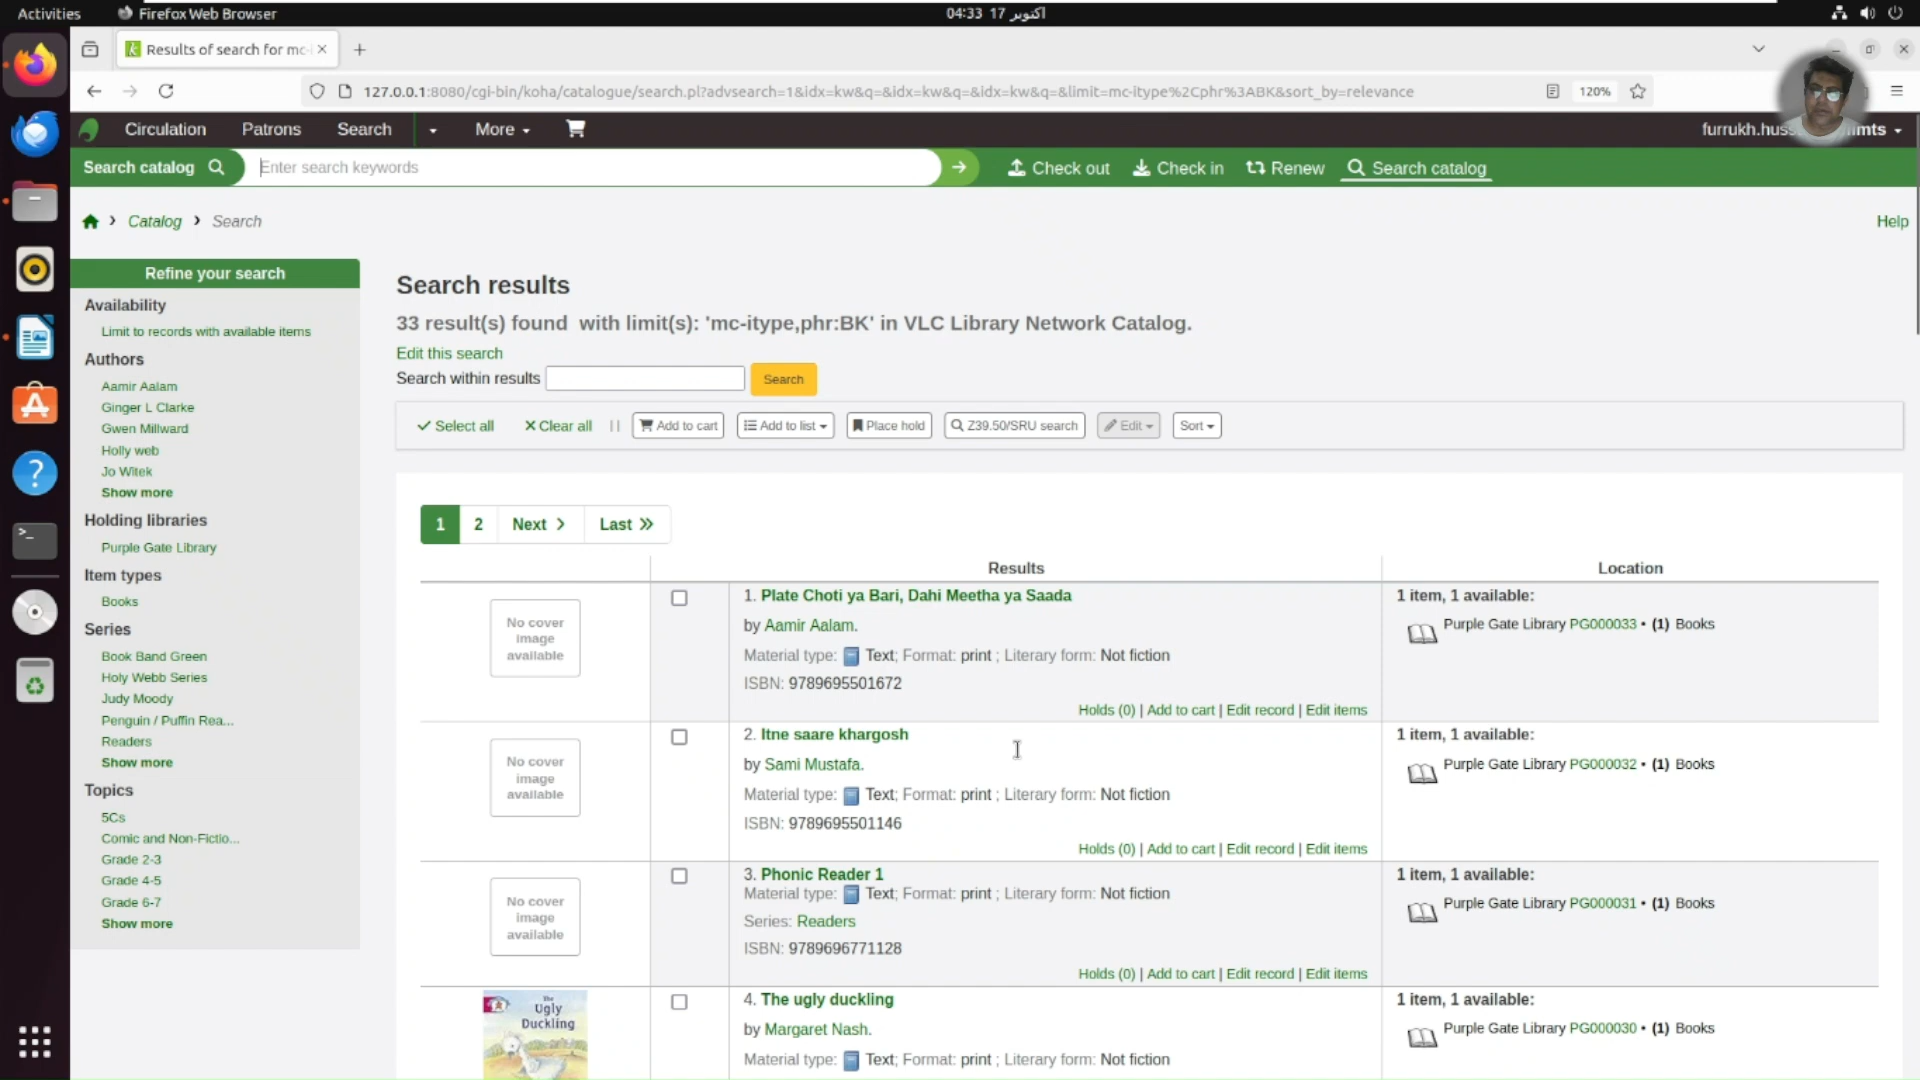 Activities
Firefox Web Browser
04:33 17 اکتوبر
Results of search for mc-i
127.0.0.1:8080/cgi-bin/koha/catalogue/search.pl?advsearch=1&idx=kw&q=&idx=kw&q=&idx=kw&q=&limit=mc-itype%2Cphr%3ABK&sort_by=relevance
120%
Circulation
Patrons
Search
More
furrukh.hus
mts
Search catalog
Enter search keywords
Check out
Check in
Renew
Search catalog
Catalog
Search
Help
Refine your search
Availability
Limit to records with available items
Authors
Aamir Aalam
Ginger L Clarke
Gwen Millward
Holly web
Jo Witek
Show more
Holding libraries
Purple Gate Library
Item types
Books
Series
Book Band Green
Holy Webb Series
Judy Moody
Penguin / Puffin Rea...
Readers
Show more
Topics
5Cs
Comic and Non-Fictio...
Grade 2-3
Grade 4-5
Grade 6-7
Show more
Search results
33 result(s) found with limit(s): 'mc-itype,phr:BK' in VLC Library Network Catalog.
Edit this search
Search within results
Search
Select all
Clear all
Add to cart
Add to list
Place hold
Z39.50/SRU search
Edit
Sort
1
2
Next
Last
Results
Location
No cover
image
available
1. Plate Choti ya Bari, Dahi Meetha ya Saada
by Aamir Aalam.
Material type: Text; Format: print ; Literary form: Not fiction
ISBN: 9789695501672
Holds (0) | Add to cart | Edit record | Edit items
1 item, 1 available:
Purple Gate Library PG000033 • (1) Books
No cover
image
available
2. Itne saare khargosh
by Sami Mustafa.
Material type: Text; Format: print ; Literary form: Not fiction
ISBN: 9789695501146
Holds (0) | Add to cart | Edit record | Edit items
1 item, 1 available:
Purple Gate Library PG000032 • (1) Books
No cover
image
available
3. Phonic Reader 1
Material type: Text; Format: print ; Literary form: Not fiction
Series: Readers
ISBN: 9789696771128
Holds (0) | Add to cart | Edit record | Edit items
1 item, 1 available:
Purple Gate Library PG000031 • (1) Books
The
Ugly
Duckling
4. The ugly duckling
by Margaret Nash.
Material type: Text; Format: print ; Literary form: Not fiction
1 item, 1 available:
Purple Gate Library PG000030 • (1) Books